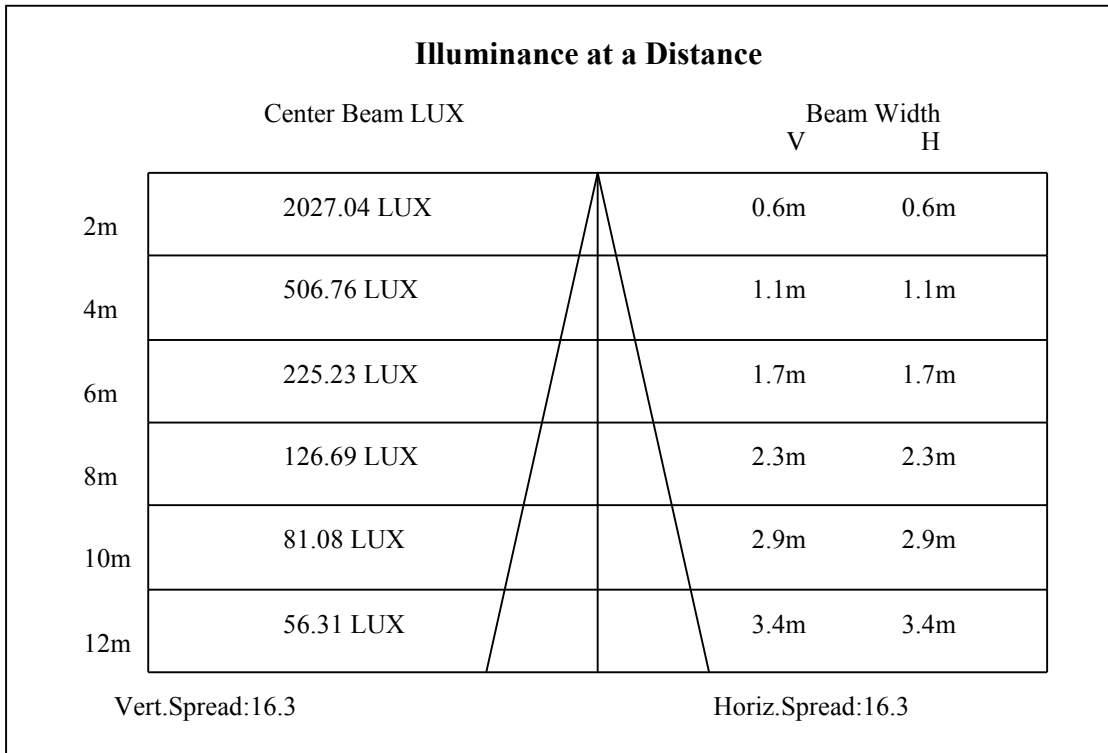 Illuminance at a Distance
Center Beam LUX Beam Width
V H
2m 2027.04 LUX 0.6m 0.6m
4m 506.76 LUX 1.1m 1.1m
6m 225.23 LUX 1.7m 1.7m
8m 126.69 LUX 2.3m 2.3m
10m 81.08 LUX 2.9m 2.9m
12m 56.31 LUX 3.4m 3.4m
Vert.Spread:16.3 Horiz.Spread:16.3